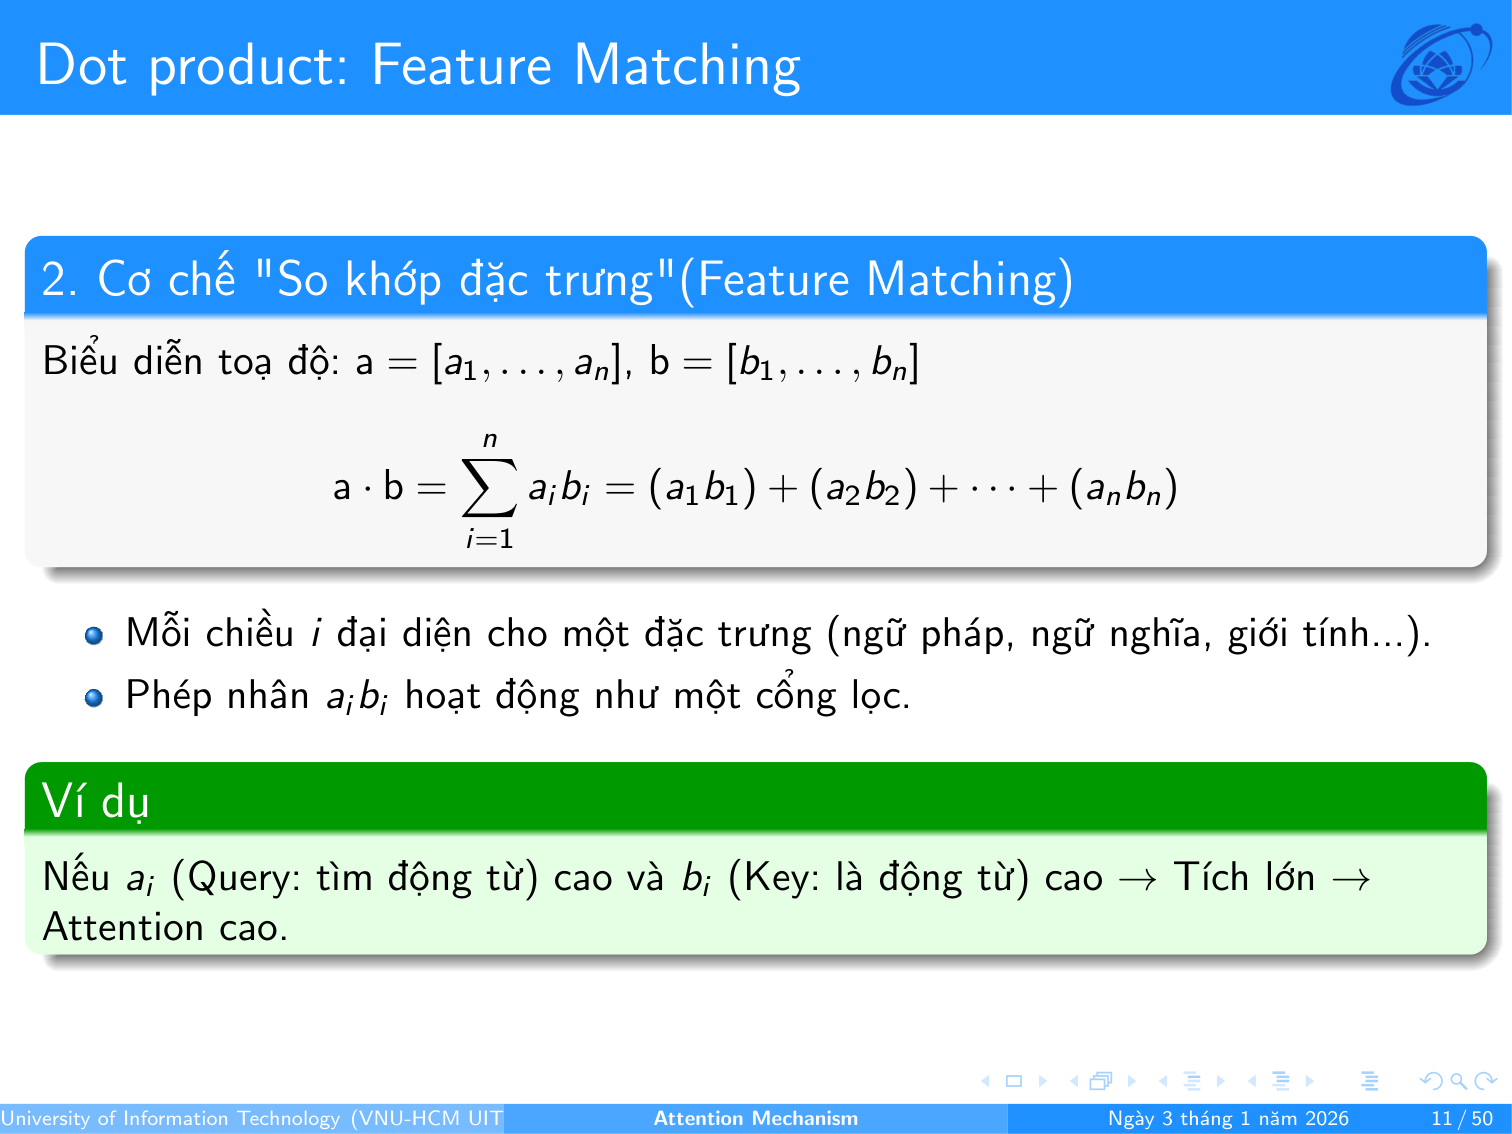 Dot product: Feature Matching
2. Cơ chế "So khớp đặc trưng"(Feature Matching)
Biểu diễn toạ độ: a = [a₁, . . . , aₙ], b = [b₁, . . . , bₙ]
a · b = ∑ᵢ₌₁ⁿ aᵢbᵢ = (a₁b₁) + (a₂b₂) + · · · + (aₙbₙ)
Mỗi chiều i đại diện cho một đặc trưng (ngữ pháp, ngữ nghĩa, giới tính...).
Phép nhân aᵢbᵢ hoạt động như một cổng lọc.
Ví dụ
Nếu aᵢ (Query: tìm động từ) cao và bᵢ (Key: là động từ) cao → Tích lớn →
Attention cao.
University of Information Technology (VNU-HCM UIT
Attention Mechanism
Ngày 3 tháng 1 năm 2026
11 / 50